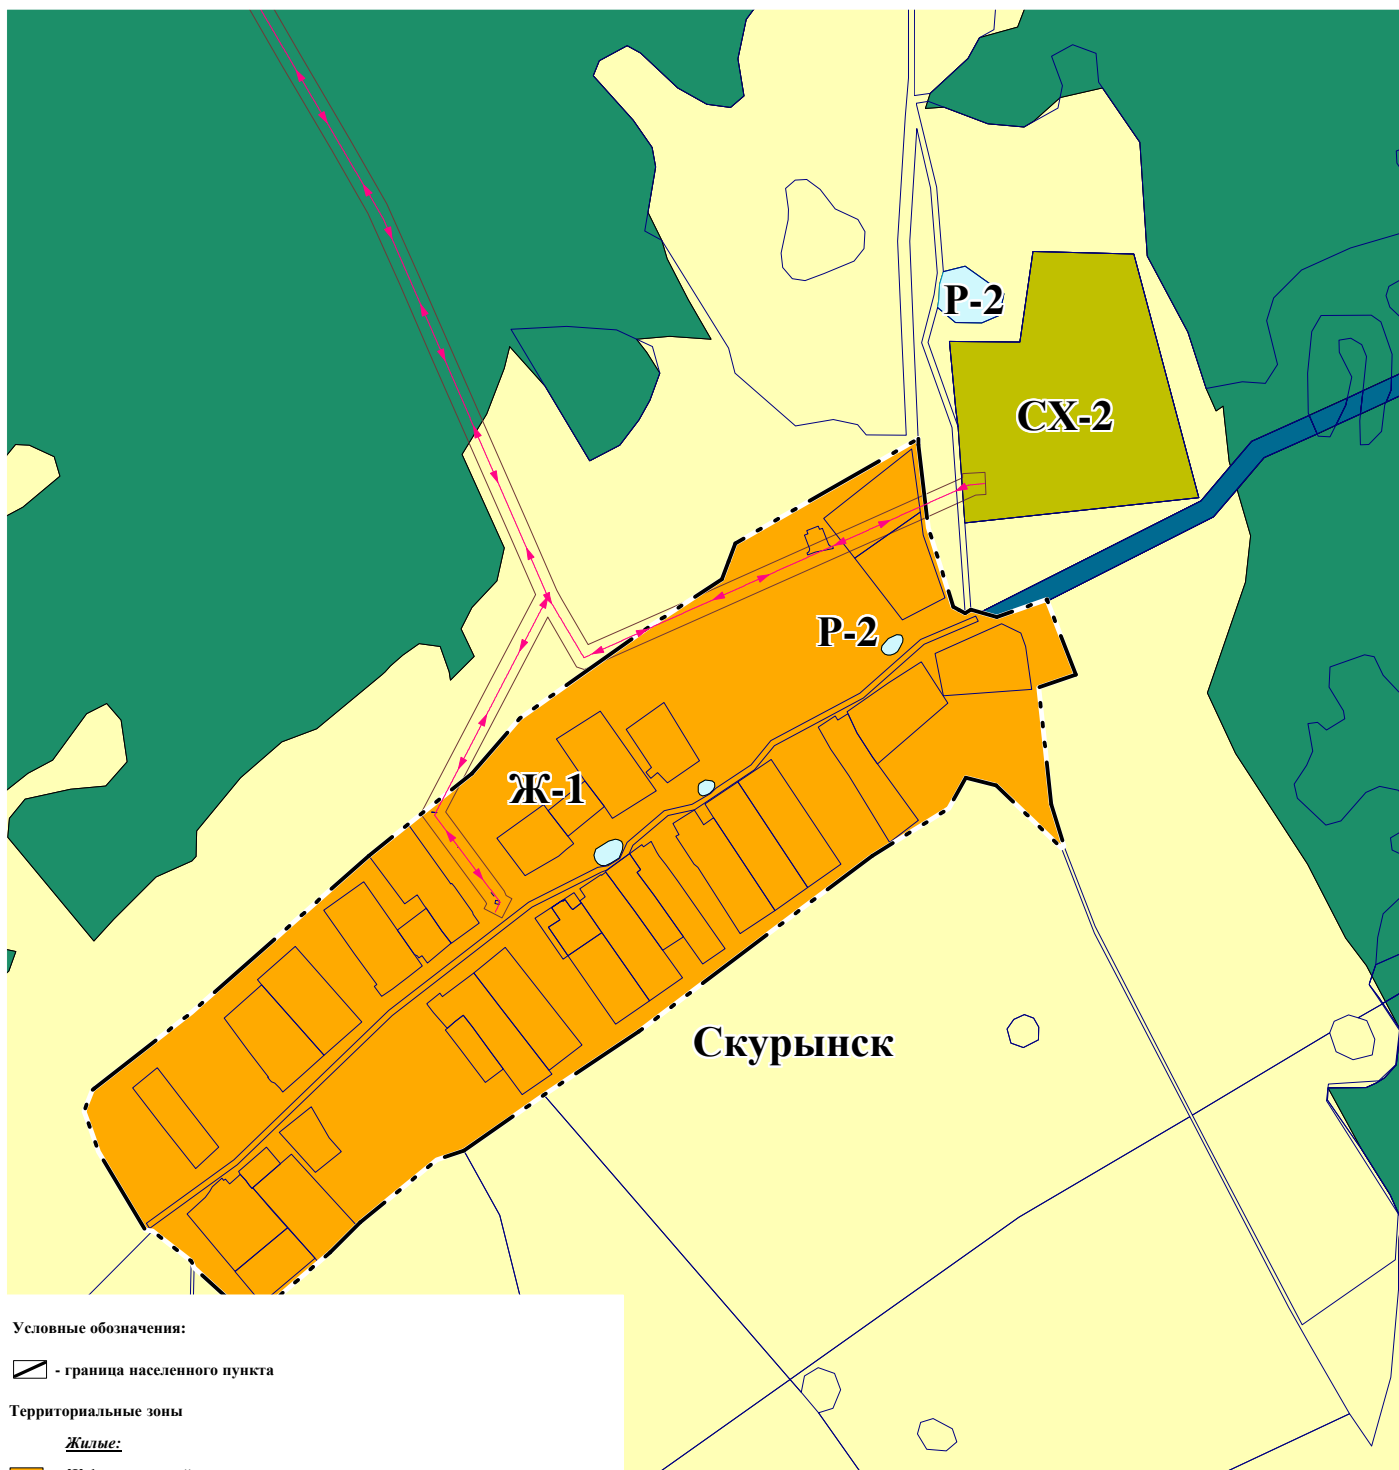 Р-2
СХ-2
Р-2
Ж-1
Скурынск
Условные обозначения:
- граница населенного пункта
Территориальные зоны
Жилые: